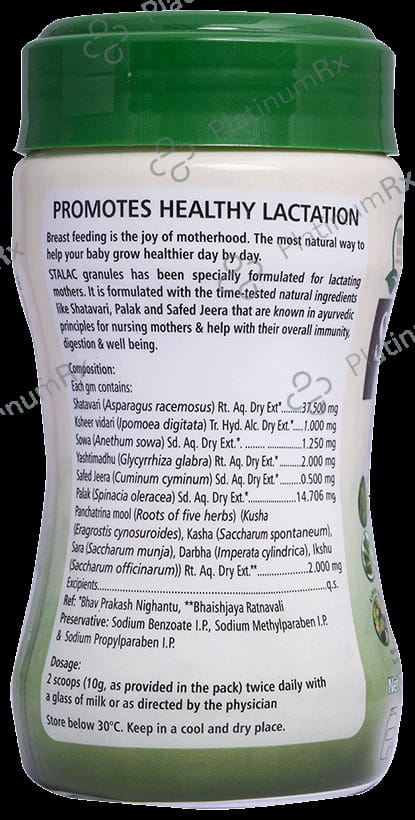 PROMOTES HEALTHY LACTATION
Breast feeding is the joy of motherhood. The most natural way to
help your baby grow healthier day by day.
STALAC granules has been specially formulated for lactating
mothers. It is formulated with the time-tested natural ingredients
like Shatavari, Palak and Safed Jeera that are known in ayurvedic
principles for nursing mothers & help with their overall immunity,
digestion & well being.
Composition:
Each gm contains:
Shatavari (Asparagus racemosus) Rt. Aq. Dry Ext*.......37.500 mg
Ksheer vidari (Ipomoea digitata) Tr. Hyd. Alc. Dry Ext.*....1.000 mg
Sowa (Anethum sowa) Sd. Aq. Dry Ext.*. .................1.250 mg
Yashtimadhu (Glycyrrhiza glabra) Rt. Aq. Dry Ext.*.......2.000 mg
Safed Jeera (Cuminum cyminum) Sd. Aq. Dry Ext.*......0.500 mg
Palak (Spinacia oleracea) Sd. Aq. Dry Ext.*. ................14.706 mg
Panchatrina mool (Roots of five herbs) (Kusha
(Eragrostis cynosuroides), Kasha (Saccharum spontaneum),
Sara (Saccharum munja), Darbha (Imperata cylindrica), Ikshu
(Saccharum officinarum)) Rt. Aq. Dry Ext.**...............2.000 mg
Excipients...........................................................q.s.
Ref: *Bhav Prakash Nighantu, **Bhaishjaya Ratnavali
Preservative: Sodium Benzoate I.P., Sodium Methylparaben I.P.
& Sodium Propylparaben I.P.
Dosage:
2 scoops (10g, as provided in the pack) twice daily with
a glass of milk or as directed by the physician
Store below 30°C. Keep in a cool and dry place.
Ne
PlatinumRx
PlatinumRx
PlatinumRx